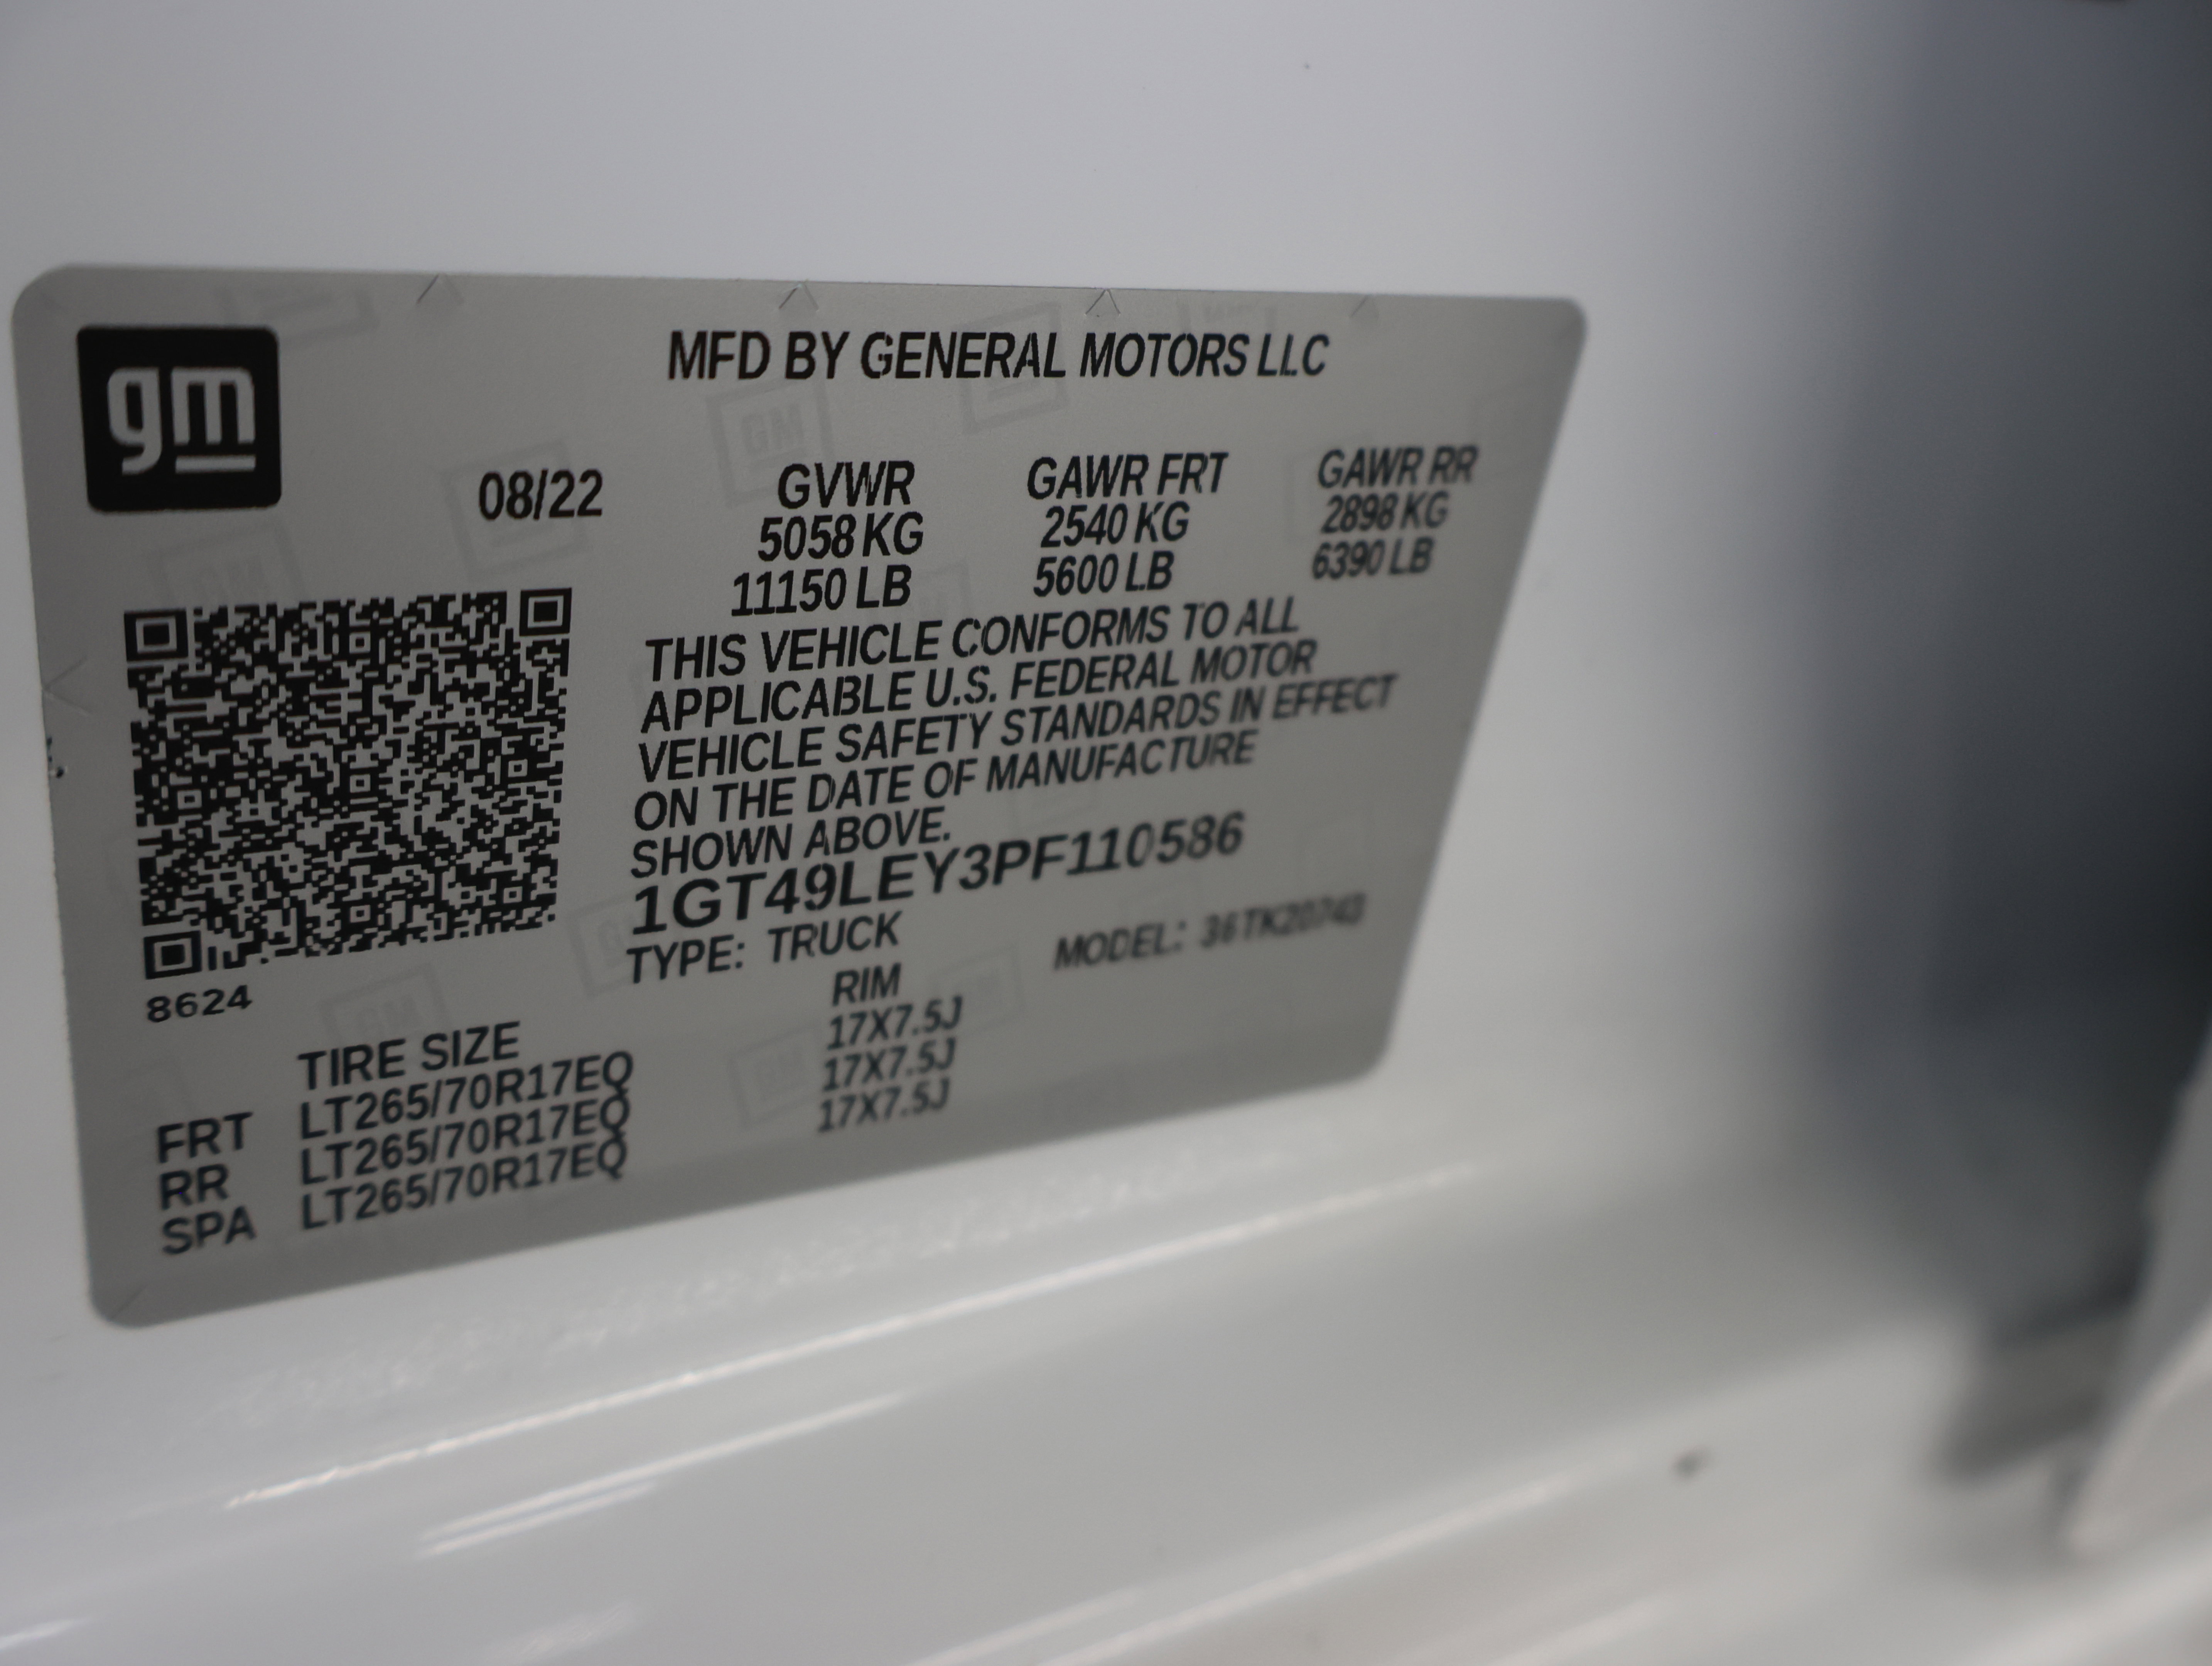 gm
MFD BY GENERAL MOTORS LLC
08/22 GVWR GAWR FRT GAWR RR
5058 KG 2540 KG 2898 KG
11150 LB 5600 LB 6390 LB
THIS VEHICLE CONFORMS TO ALL
APPLICABLE U.S. FEDERAL MOTOR
VEHICLE SAFETY STANDARDS IN EFFECT
ON THE DATE OF MANUFACTURE
SHOWN ABOVE.
1GT49LEY3PF110586
TYPE: TRUCK MODEL: 36TK20743
8624
TIRE SIZE RIM
FRT LT265/70R17EQ 17X7.5J
RR LT265/70R17EQ 17X7.5J
SPA LT265/70R17EQ 17X7.5J